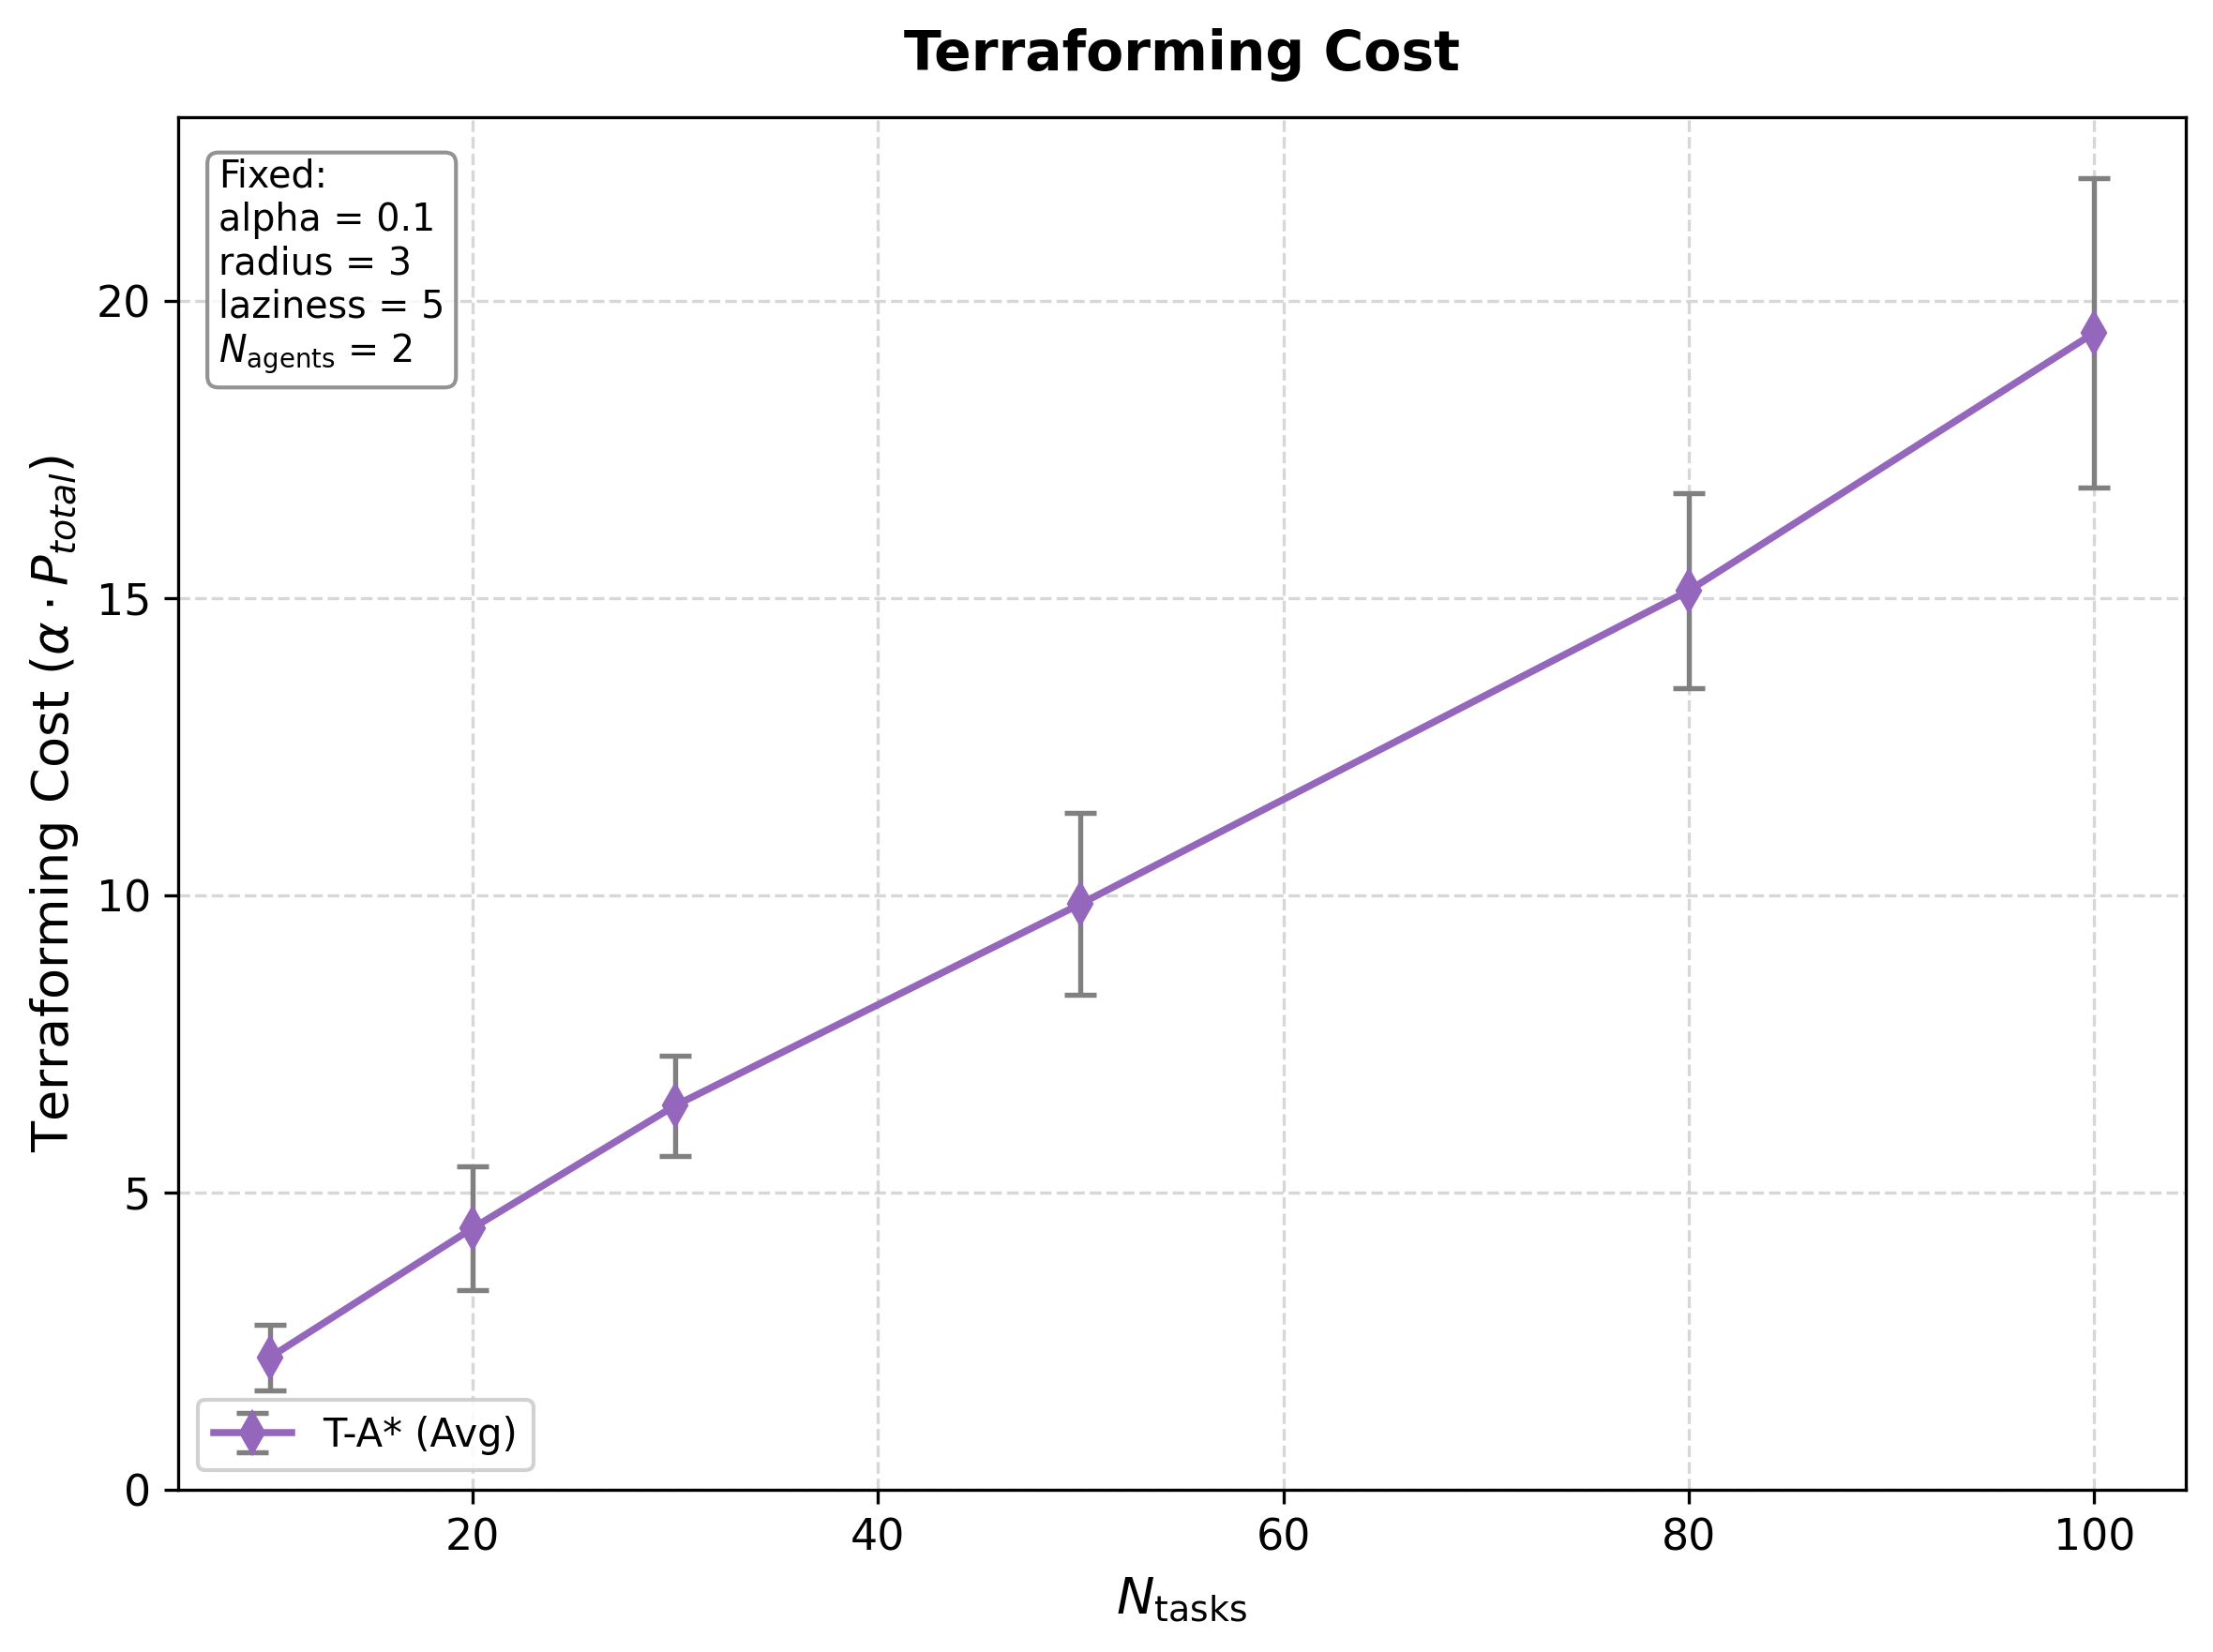 Terraforming Cost
Fixed:
alpha = 0.1
radius = 3
laziness = 5
N_agents = 2
Terraforming Cost (α · P_total)
20
15
10
5
0
T-A* (Avg)
20 40 60 80 100
N_tasks